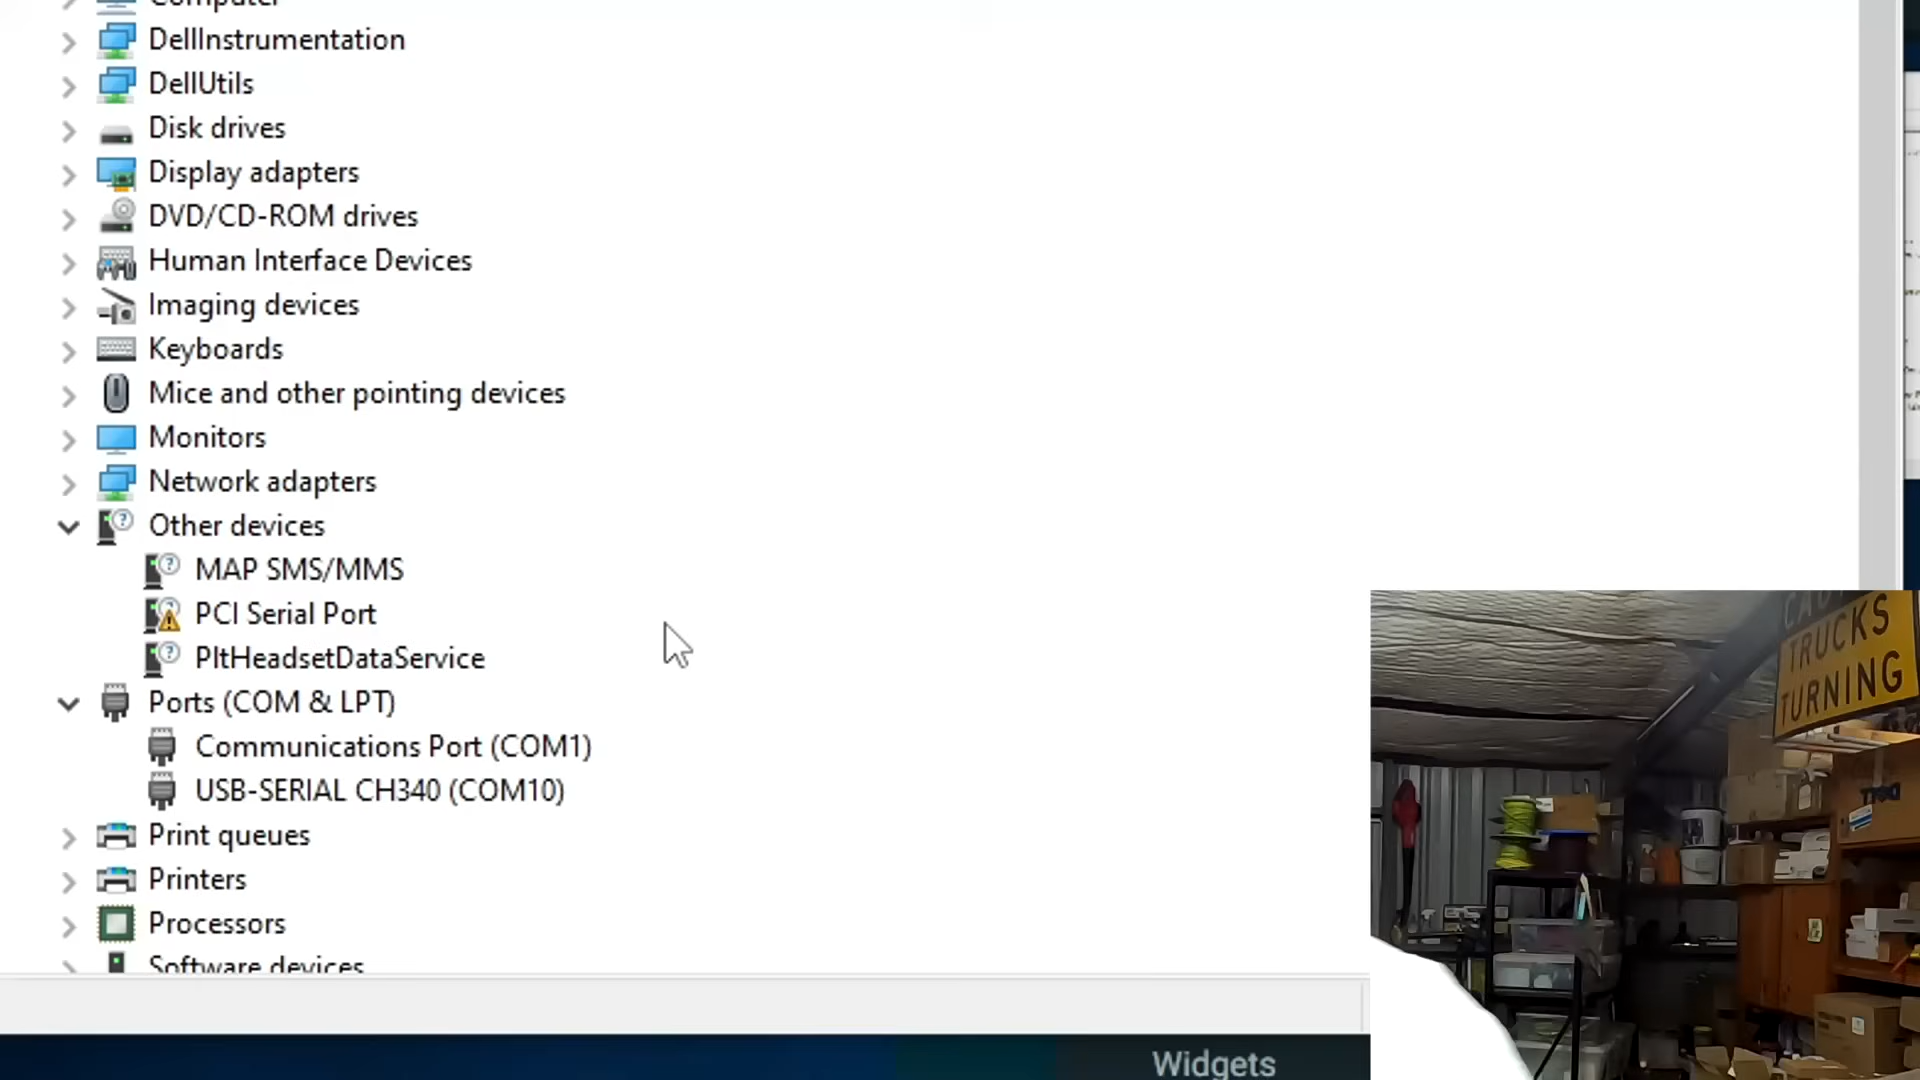 Computer
DellInstrumentation
DellUtils
Disk drives
Display adapters
DVD/CD-ROM drives
Human Interface Devices
Imaging devices
Keyboards
Mice and other pointing devices
Monitors
Network adapters
Other devices
MAP SMS/MMS
PCI Serial Port
PltHeadsetDataService
Ports (COM & LPT)
Communications Port (COM1)
USB-SERIAL CH340 (COM10)
Print queues
Printers
Processors
Software devices
Widgets
TRUCKS
TURNING